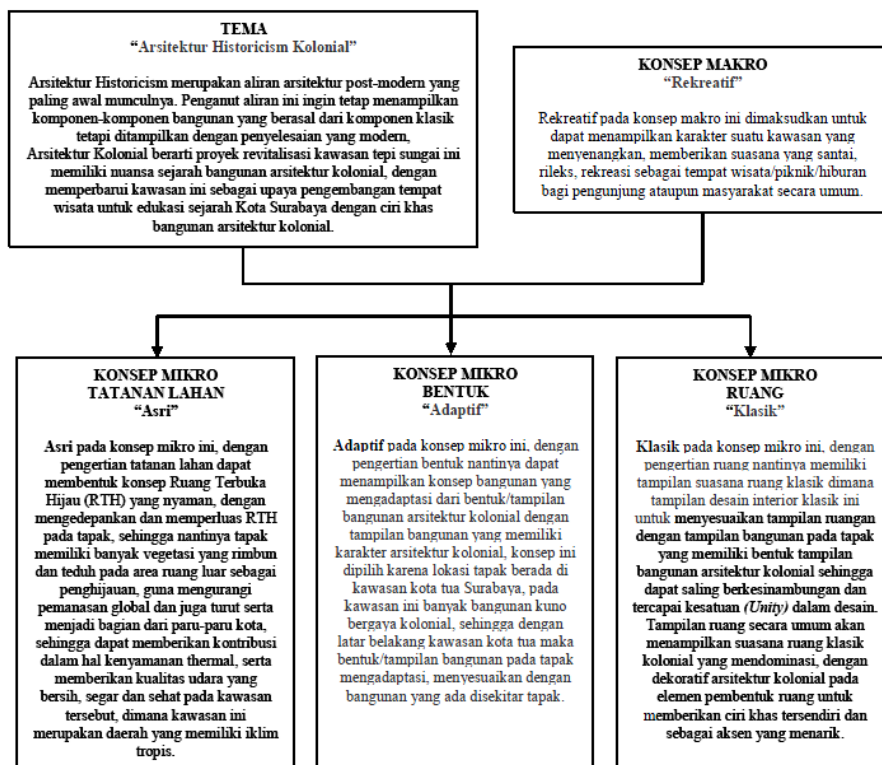 TEMA
“Arsitektur Historicism Kolonial”
Arsitektur Historicism merupakan aliran arsitektur post-modern yang
paling awal munculnya. Penganut aliran ini ingin tetap menampilkan
komponen-komponen bangunan yang berasal dari komponen klasik
tetapi ditampilkan dengan penyelesaian yang modern,
Arsitektur Kolonial berarti proyek revitalisasi kawasan tepi sungai ini
memiliki nuansa sejarah bangunan arsitektur kolonial, dengan
memperbarui kawasan ini sebagai upaya pengembangan tempat
wisata untuk edukasi sejarah Kota Surabaya dengan ciri khas
bangunan arsitektur kolonial.
KONSEP MAKRO
“Rekreatif”
Rekreatif pada konsep makro ini dimaksudkan untuk
dapat menampilkan karakter suatu kawasan yang
menyenangkan, memberikan suasana yang santai,
rileks, rekreasi sebagai tempat wisata/piknik/hiburan
bagi pengunjung ataupun masyarakat secara umum.
KONSEP MIKRO
TATANAN LAHAN
“Asri”
Asri pada konsep mikro ini, dengan
pengertian tatanan lahan dapat
membentuk konsep Ruang Terbuka
Hijau (RTH) yang nyaman, dengan
mengedepankan dan memperluas RTH
pada tapak, sehingga nantinya tapak
memiliki banyak vegetasi yang rimbun
dan teduh pada area ruang luar sebagai
penghijauan, guna mengurangi
pemanasan global dan juga turut serta
menjadi bagian dari paru-paru kota,
sehingga dapat memberikan kontribusi
dalam hal kenyamanan thermal, serta
memberikan kualitas udara yang
bersih, segar dan sehat pada kawasan
tersebut, dimana kawasan ini
merupakan daerah yang memiliki iklim
tropis.
KONSEP MIKRO
BENTUK
“Adaptif”
Adaptif pada konsep mikro ini, dengan
pengertian bentuk nantinya dapat
menampilkan konsep bangunan yang
mengadaptasi dari bentuk/tampilan
bangunan arsitektur kolonial dengan
tampilan bangunan yang memiliki
karakter arsitektur kolonial, konsep ini
dipilih karena lokasi tapak berada di
kawasan kota tua Surabaya, pada
kawasan ini banyak bangunan kuno
bergaya kolonial, sehingga dengan
latar belakang kawasan kota tua maka
bentuk/tampilan bangunan pada tapak
mengadaptasi, menyesuaikan dengan
bangunan yang ada disekitar tapak.
KONSEP MIKRO
RUANG
“Klasik”
Klasik pada konsep mikro ini, dengan
pengertian ruang nantinya memiliki
tampilan suasana ruang klasik dimana
tampilan desain interior klasik ini
untuk menyesuaikan tampilan ruangan
dengan tampilan bangunan pada tapak
yang memiliki bentuk tampilan
bangunan arsitektur kolonial sehingga
dapat saling berkesinambungan dan
tercapai kesatuan (Unity) dalam desain.
Tampilan ruang secara umum akan
menampilkan suasana ruang klasik
kolonial yang mendominasi, dengan
dekoratif arsitektur kolonial pada
elemen pembentuk ruang untuk
memberikan ciri khas tersendiri dan
sebagai aksen yang menarik.